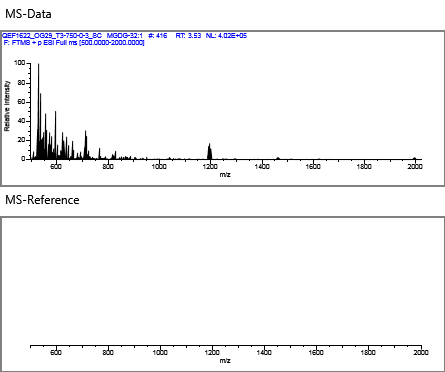 MS-Data
QEF1622_OG29_T3-750-0-3_BC MGDG-32:1 #: 416 RT: 3.53 NL: 4.02E+05
F: FTMS + p ESI Full ms [500.0000-2000.0000]
100
80
60
40
20
0
Relative Intensity
600 800 1000 1200 1400 1600 1800 2000
m/z
MS-Reference
600 800 1000 1200 1400 1600 1800 2000
m/z